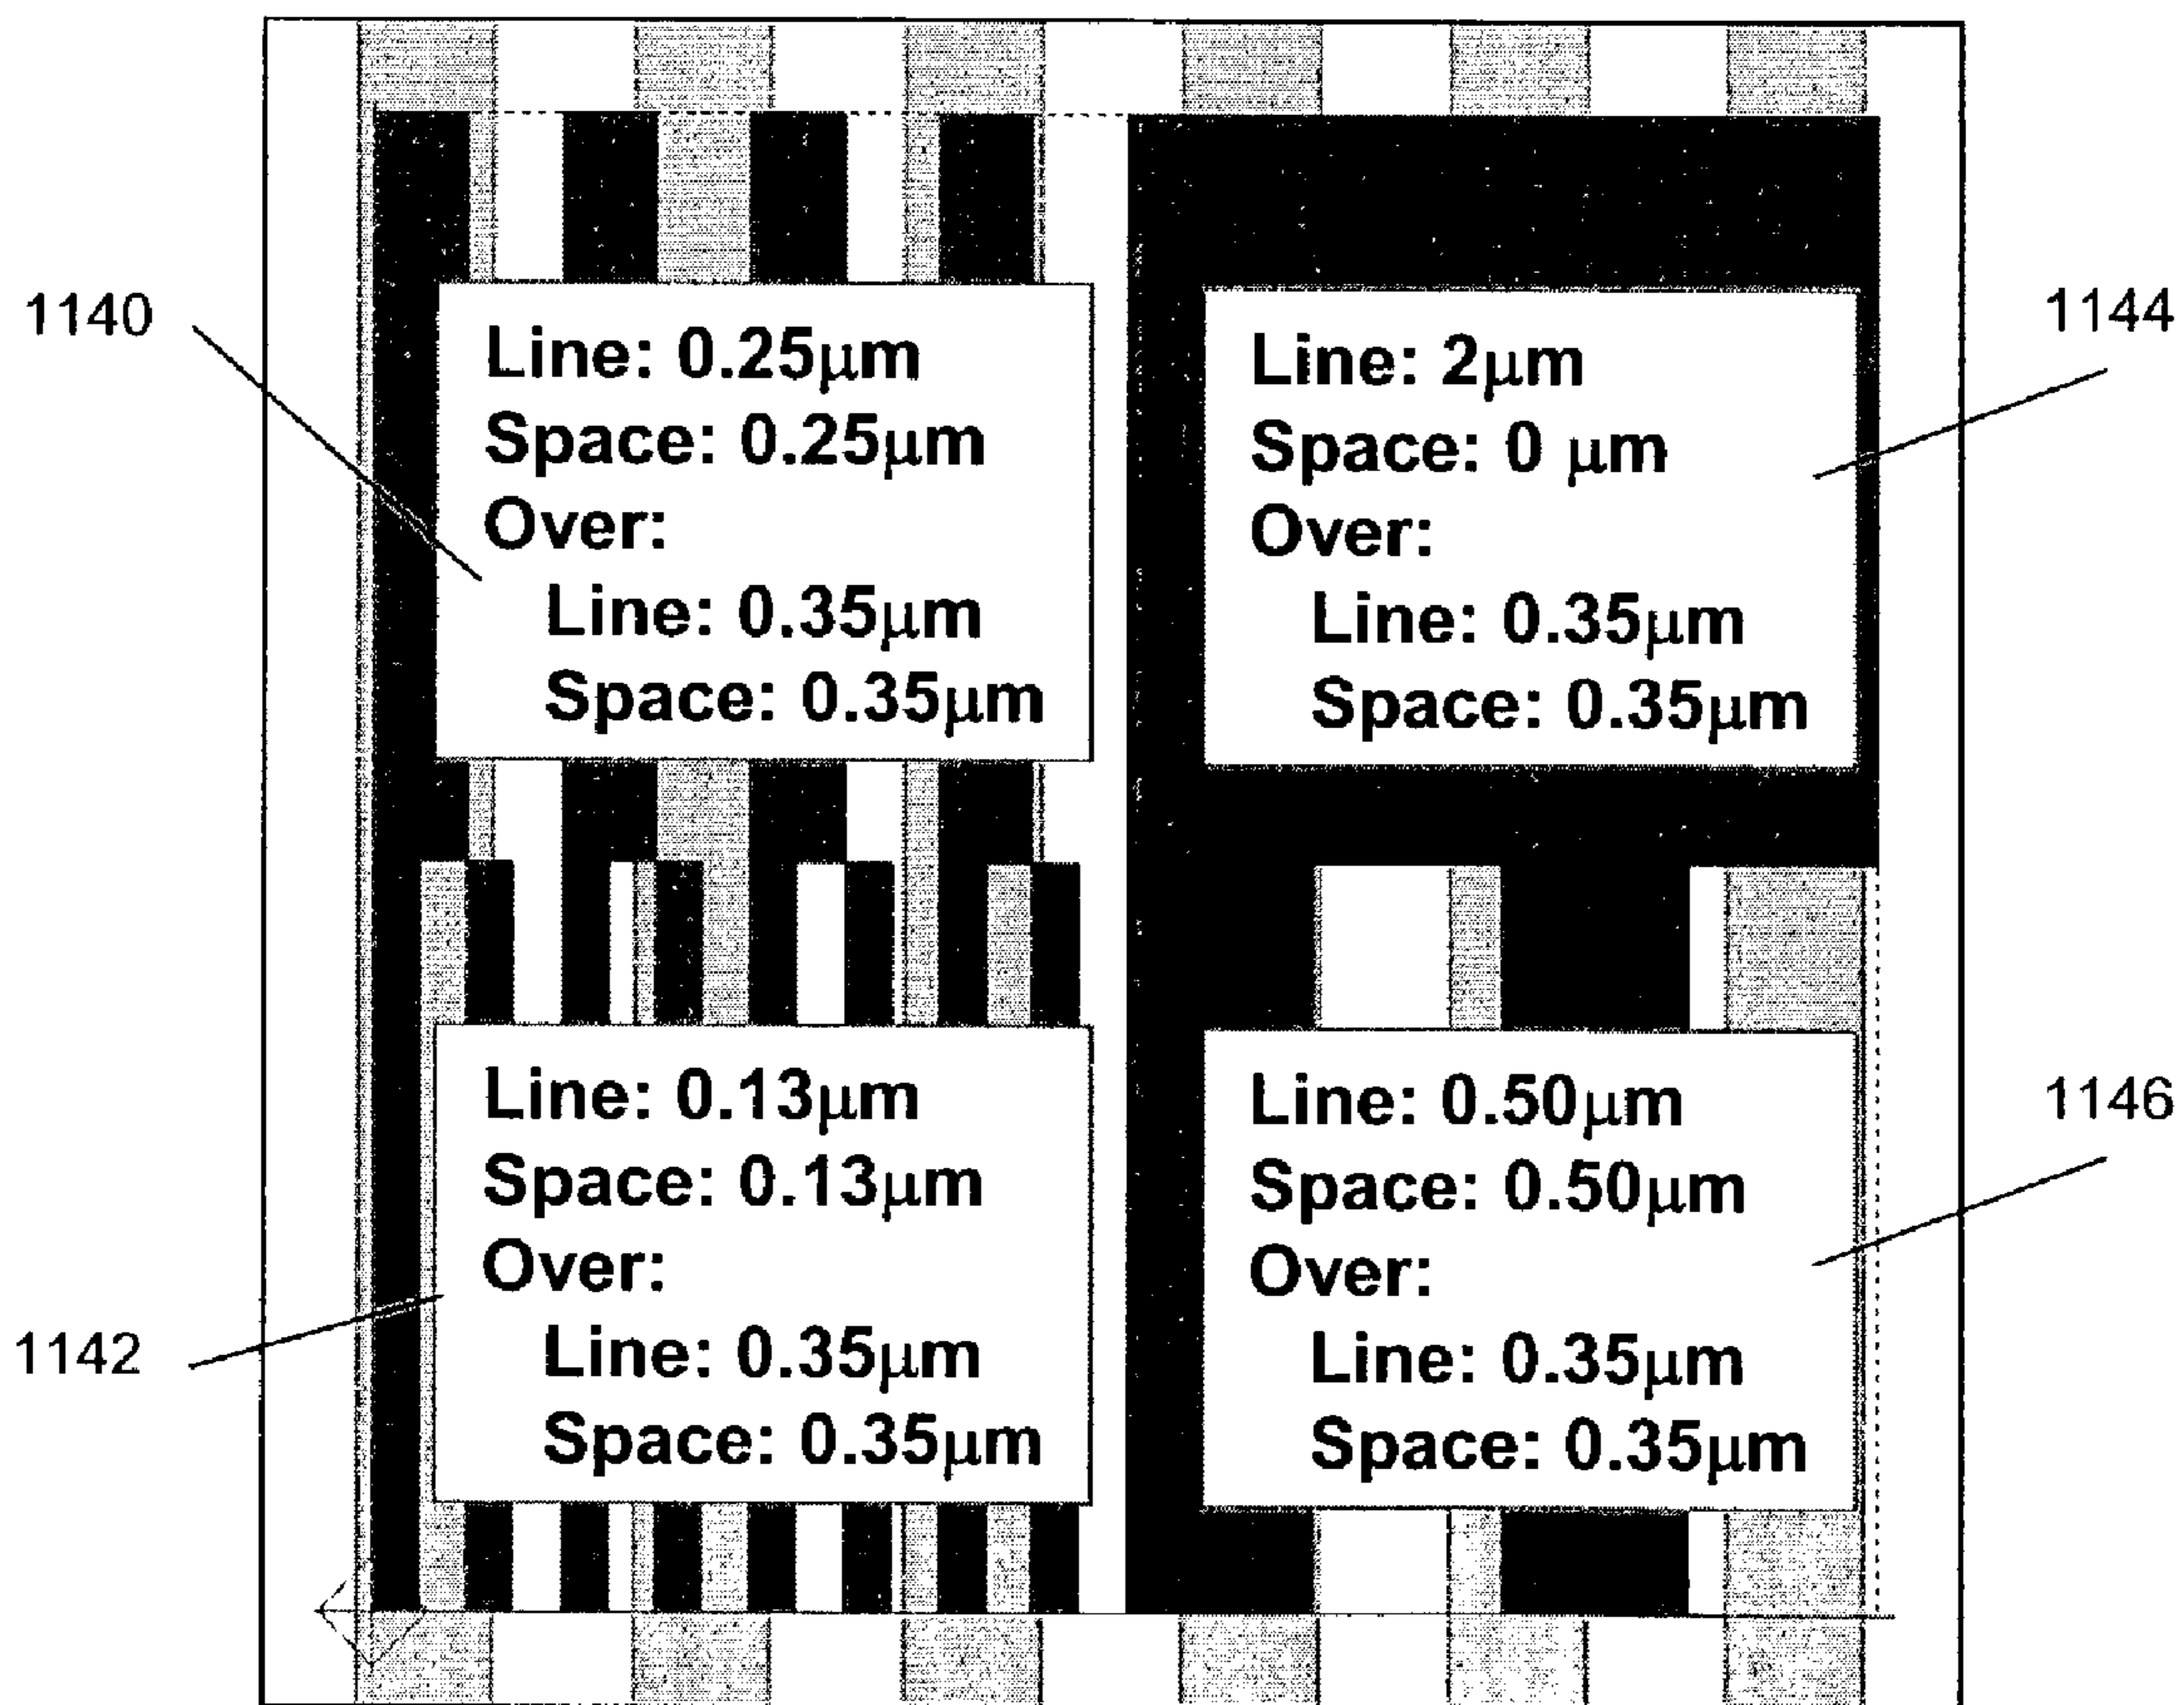 1140
Line: 0.25μm
Space: 0.25μm
Over:
Line: 0.35μm
Space: 0.35μm
1144
Line: 2μm
Space: 0 μm
Over:
Line: 0.35μm
Space: 0.35μm
1142
Line: 0.13μm
Space: 0.13μm
Over:
Line: 0.35μm
Space: 0.35μm
1146
Line: 0.50μm
Space: 0.50μm
Over:
Line: 0.35μm
Space: 0.35μm